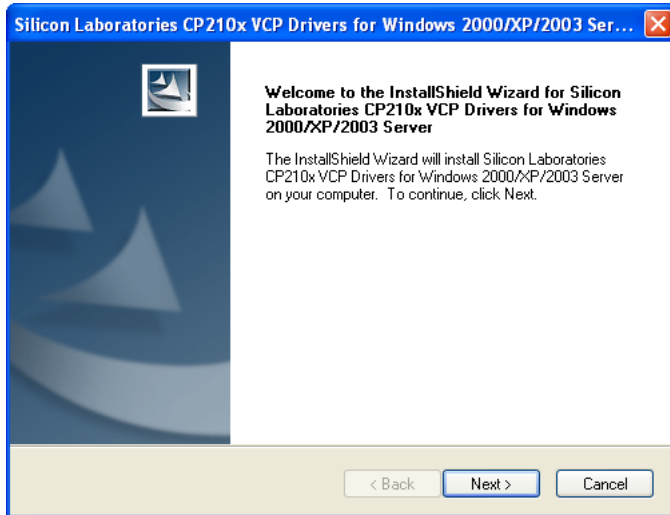 Silicon Laboratories CP210x VCP Drivers for Windows 2000/XP/2003 Ser...
Welcome to the InstallShield Wizard for Silicon
Laboratories CP210x VCP Drivers for Windows
2000/XP/2003 Server
The InstallShield Wizard will install Silicon Laboratories
CP210x VCP Drivers for Windows 2000/XP/2003 Server
on your computer. To continue, click Next.
< Back Next > Cancel